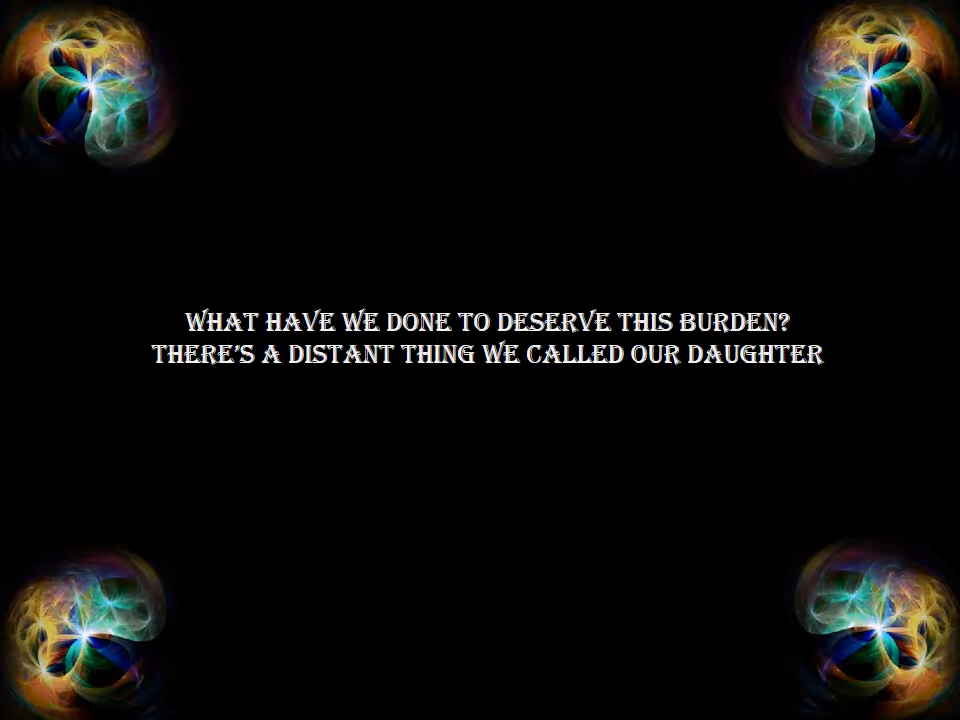 WHAT HAVE WE DONE TO DESERVE THIS BURDEN?
THERE'S A DISTANT THING WE CALLED OUR DAUGHTER